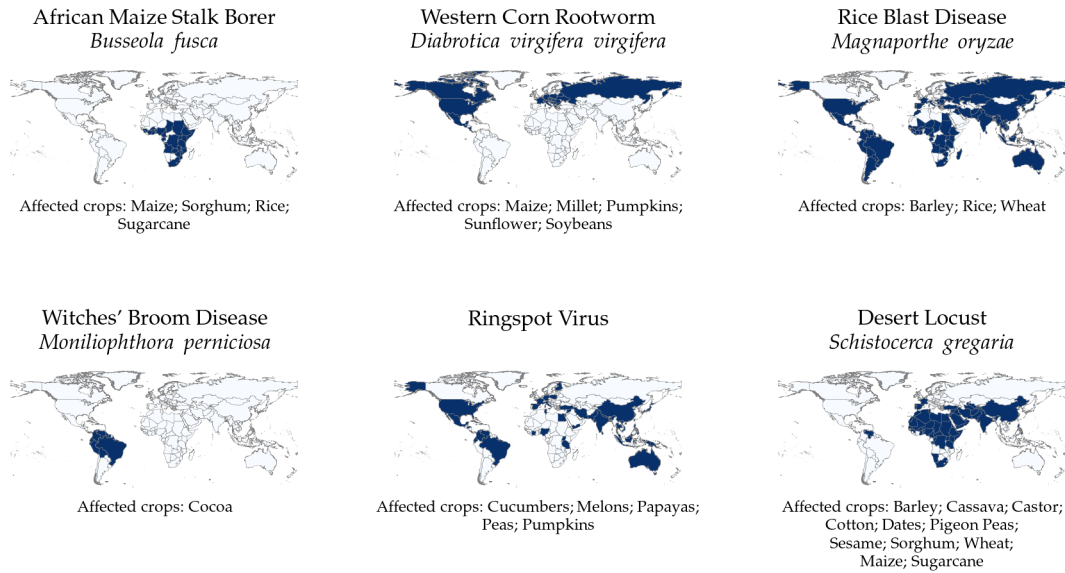 African Maize Stalk Borer
Busseola fusca
Affected crops: Maize; Sorghum; Rice;
Sugarcane
Western Corn Rootworm
Diabrotica virgifera virgifera
Affected crops: Maize; Millet; Pumpkins;
Sunflower; Soybeans
Rice Blast Disease
Magnaporthe oryzae
Affected crops: Barley; Rice; Wheat
Witches’ Broom Disease
Moniliophthora perniciosa
Affected crops: Cocoa
Ringspot Virus
Affected crops: Cucumbers; Melons; Papayas;
Peas; Pumpkins
Desert Locust
Schistocerca gregaria
Affected crops: Barley; Cassava; Castor;
Cotton; Dates; Pigeon Peas;
Sesame; Sorghum; Wheat;
Maize; Sugarcane